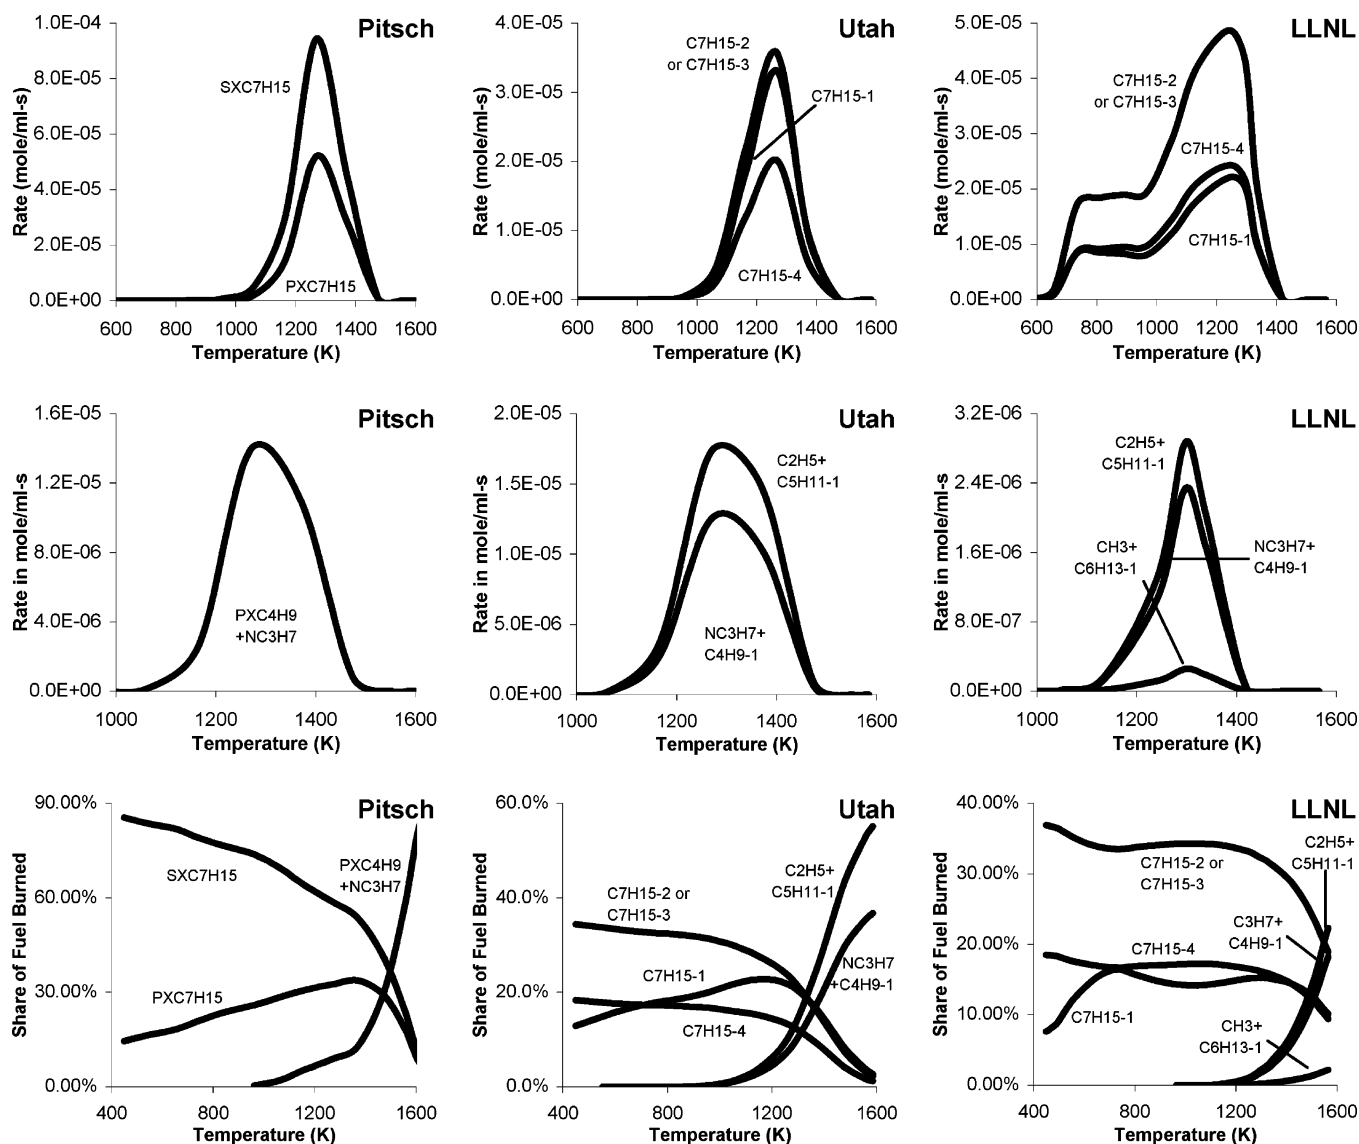 Pitsch
1.0E-04
8.0E-05
6.0E-05
4.0E-05
2.0E-05
0.0E+00
Rate (mole/ml-s)
SXC7H15
PXC7H15
600 800 1000 1200 1400 1600
Temperature (K)
Utah
4.0E-05
3.0E-05
2.0E-05
1.0E-05
0.0E+00
Rate (mole/ml-s)
C7H15-2
or C7H15-3
C7H15-1
C7H15-4
600 800 1000 1200 1400 1600
Temperature (K)
LLNL
5.0E-05
4.0E-05
3.0E-05
2.0E-05
1.0E-05
0.0E+00
Rate (mole/ml-s)
C7H15-2
or C7H15-3
C7H15-4
C7H15-1
600 800 1000 1200 1400 1600
Temperature (K)
Pitsch
1.6E-05
1.2E-05
8.0E-06
4.0E-06
0.0E+00
Rate in mole/ml-s
PXC4H9
+NC3H7
1000 1200 1400 1600
Temperature (K)
Utah
2.0E-05
1.5E-05
1.0E-05
5.0E-06
0.0E+00
Rate in mole/ml-s
C2H5+
C5H11-1
NC3H7+
C4H9-1
1000 1200 1400 1600
Temperature (K)
LLNL
3.2E-06
2.4E-06
1.6E-06
8.0E-07
0.0E+00
Rate in mole/ml-s
C2H5+
C5H11-1
CH3+
C6H13-1
NC3H7+
C4H9-1
1000 1200 1400 1600
Temperature (K)
Pitsch
90.00%
60.00%
30.00%
0.00%
Share of Fuel Burned
PXC4H9
+NC3H7
SXC7H15
PXC7H15
400 800 1200 1600
Temperature (K)
Utah
60.0%
40.0%
20.0%
0.0%
Share of Fuel Burned
C2H5+
C5H11-1
C7H15-2 or
C7H15-3
C7H15-1
NC3H7
+C4H9-1
C7H15-4
400 800 1200 1600
Temperature (K)
LLNL
40.00%
30.00%
20.00%
10.00%
0.00%
Share of Fuel Burned
C2H5+
C5H11-1
C7H15-2 or
C7H15-3
C3H7+
C4H9-1
C7H15-4
C7H15-1
CH3+
C6H13-1
400 800 1200 1600
Temperature (K)